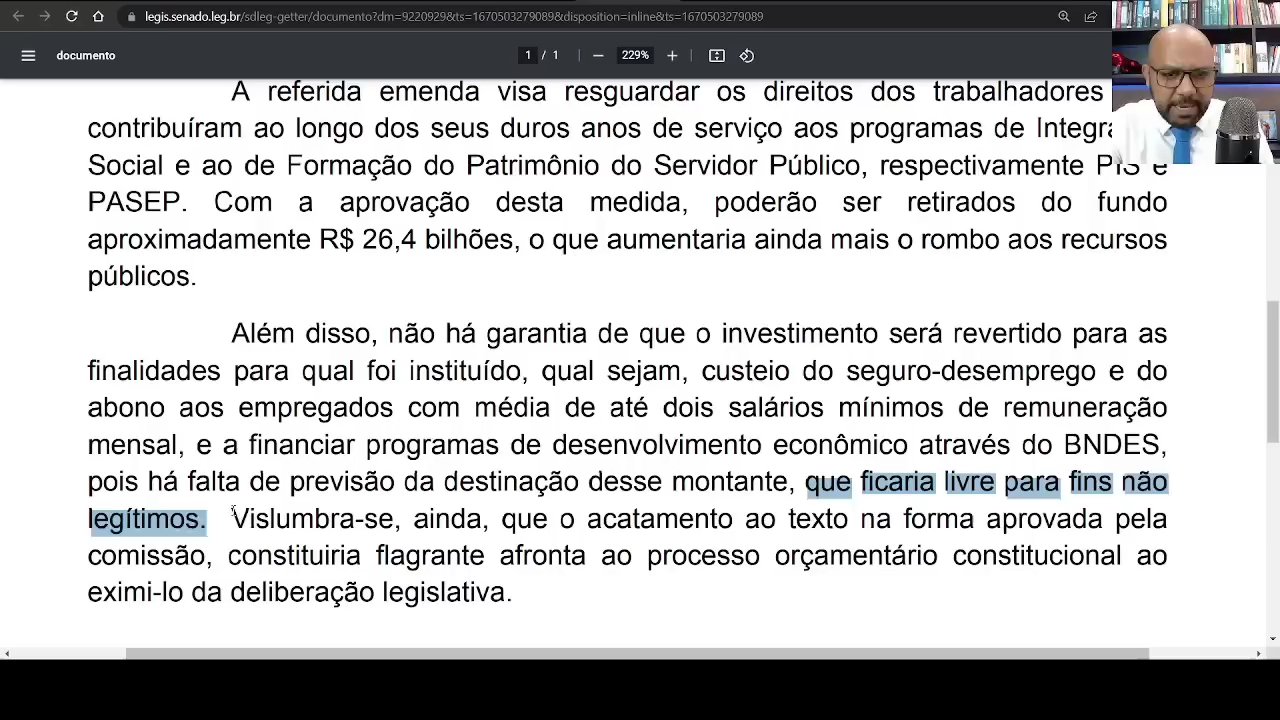 legis.senado.leg.br/sdleg-getter/documento?dm=9220929&ts=1670503279089&disposition=inline&ts=1670503279089
documento
1 / 1
229%
A referida emenda visa resguardar os direitos dos trabalhadores
contribuíram ao longo dos seus duros anos de serviço aos programas de Integra
Social e ao de Formação do Patrimônio do Servidor Público, respectivamente PIS e
PASEP. Com a aprovação desta medida, poderão ser retirados do fundo
aproximadamente R$ 26,4 bilhões, o que aumentaria ainda mais o rombo aos recursos
públicos.
Além disso, não há garantia de que o investimento será revertido para as
finalidades para qual foi instituído, qual sejam, custeio do seguro-desemprego e do
abono aos empregados com média de até dois salários mínimos de remuneração
mensal, e a financiar programas de desenvolvimento econômico através do BNDES,
pois há falta de previsão da destinação desse montante, que ficaria livre para fins não
legítimos. Vislumbra-se, ainda, que o acatamento ao texto na forma aprovada pela
comissão, constituiria flagrante afronta ao processo orçamentário constitucional ao
eximi-lo da deliberação legislativa.